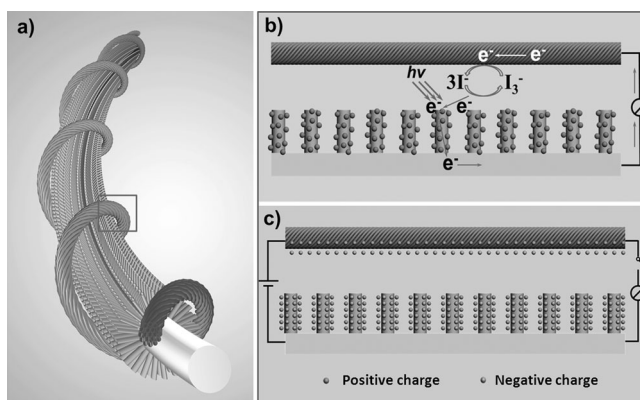 a)
b)
e⁻ e⁻
hν 3I⁻ I₃⁻
e⁻ e⁻
e⁻
c)
Positive charge Negative charge